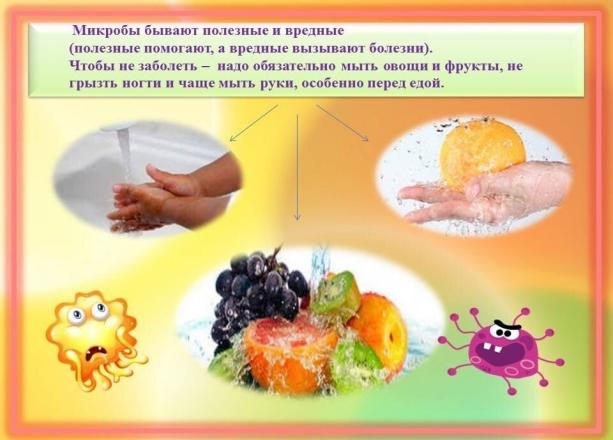 Микробы бывают полезные и вредные
(полезные помогают, а вредные вызывают болезни).
Чтобы не заболеть – надо обязательно мыть овощи и фрукты, не
грызть ногти и чаще мыть руки, особенно перед едой.